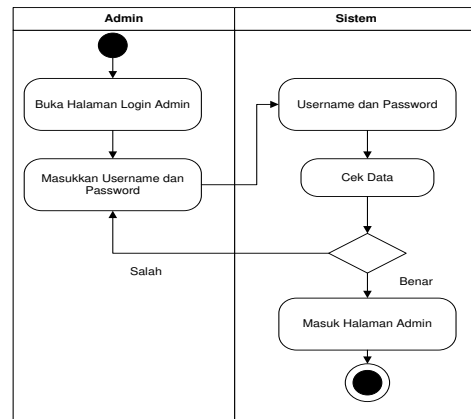 Admin
Sistem
Buka Halaman Login Admin
Username dan Password
Masukkan Username dan
Password
Cek Data
Salah
Benar
Masuk Halaman Admin